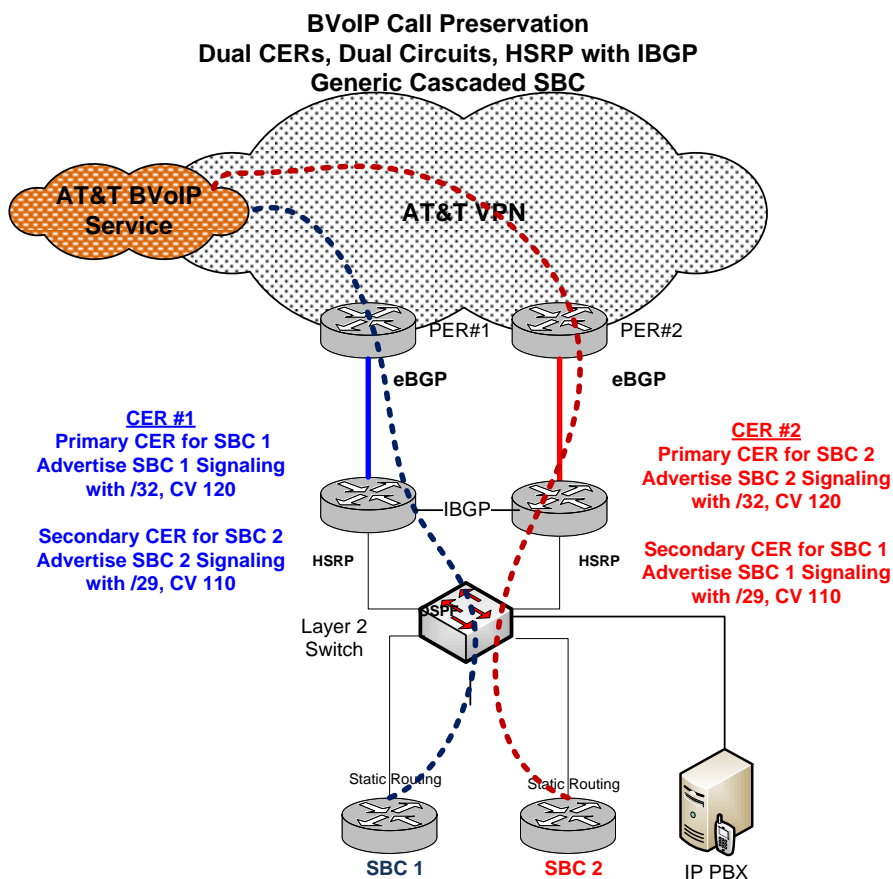 BVoIP Call Preservation
Dual CERs, Dual Circuits, HSRP with IBGP
Generic Cascaded SBC
AT&T BVoIP
Service
AT&T VPN
PER#1
PER#2
eBGP
eBGP
CER #1
Primary CER for SBC 1
Advertise SBC 1 Signaling
with /32, CV 120
Secondary CER for SBC 2
Advertise SBC 2 Signaling
with /29, CV 110
CER #2
Primary CER for SBC 2
Advertise SBC 2 Signaling
with /32, CV 120
Secondary CER for SBC 1
Advertise SBC 1 Signaling
with /29, CV 110
IBGP
HSRP
HSRP
OSPF
Layer 2
Switch
Static Routing
Static Routing
SBC 1
SBC 2
IP PBX